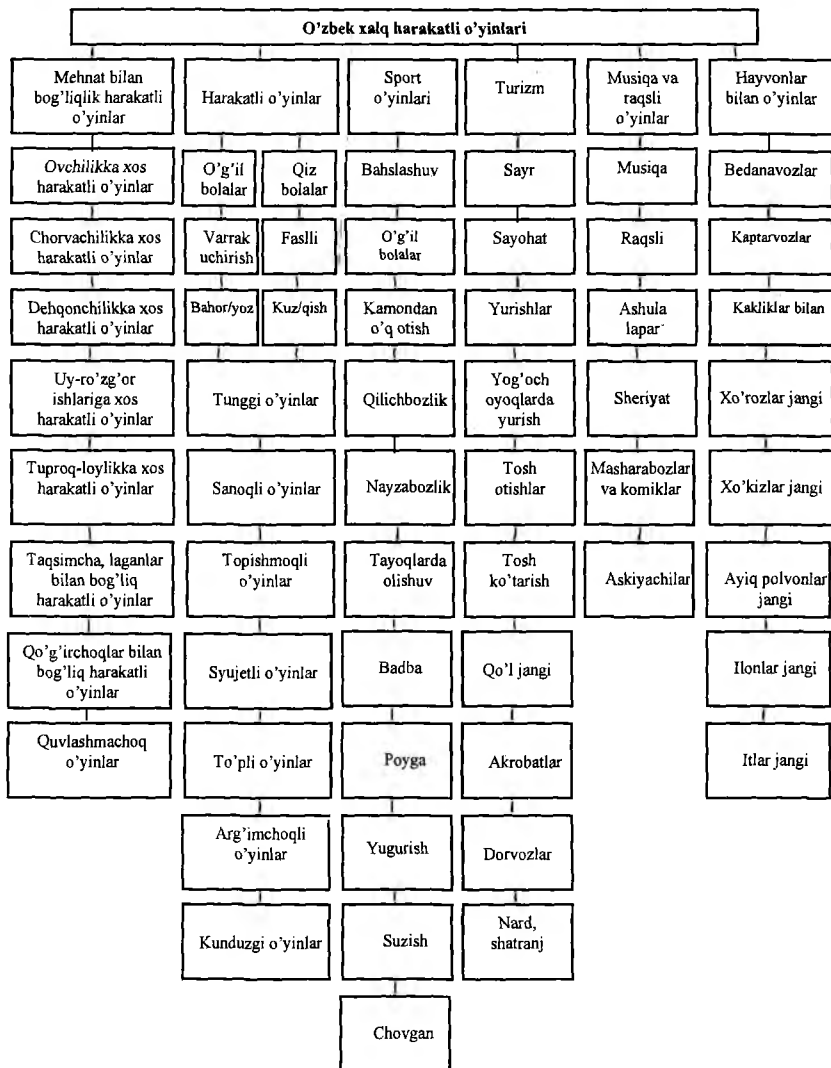 O’zbek xalq harakatli o’yinlari
Mehnat bilan
bog’liqlik harakatli
o’yinlar
Ovchilikka xos
harakatli o’yinlar
Chorvachilikka xos
harakatli o’yinlar
Dehqonchilikka xos
harakatli o’yinlar
Uy-ro’zg’or
ishlariga xos
harakatli o’yinlar
Tuproq-loylikka xos
harakatli o’yinlar
Taqsimcha, laganlar
bilan bog’liq
harakatli o’yinlar
Qo’g’irchoqlar bilan
bog’liq harakatli
o’yinlar
Quvlashmachoq
o’yinlar
Harakatli o’yinlar
O’g’il
bolalar
Qiz
bolalar
Varrak
uchirish
Faslli
Bahor/yoz
Kuz/qish
Tunggi o’yinlar
Sanoqli o’yinlar
Topishmoqli
o’yinlar
Syujetli o’yinlar
To’pli o’yinlar
Arg’imchoqli
o’yinlar
Kunduzgi o’yinlar
Sport
o’yinlari
Bahslashuv
O’g’il
bolalar
Kamondan
o’q otish
Qilichbozlik
Nayzabozlik
Tayoqlarda
olishuv
Badba
Poyga
Yugurish
Suzish
Chovgan
Turizm
Sayr
Sayohat
Yurishlar
Yog’och
oyoqlarda
yurish
Tosh
otishlar
Tosh
ko’tarish
Qo’l jangi
Akrobatlar
Dorvozlar
Nard,
shatranj
Musiqa va
raqsli
o’yinlar
Musiqa
Raqsli
Ashula
lapar
Sheriyat
Masharabozlar
va komiklar
Askiyachilar
Hayvonlar
bilan o’yinlar
Bedanavozlar
Kaptarvozlar
Kakliklar bilan
Xo’rozlar jangi
Xo’kizlar jangi
Ayiq polvonlar
jangi
Ilonlar jangi
Itlar jangi